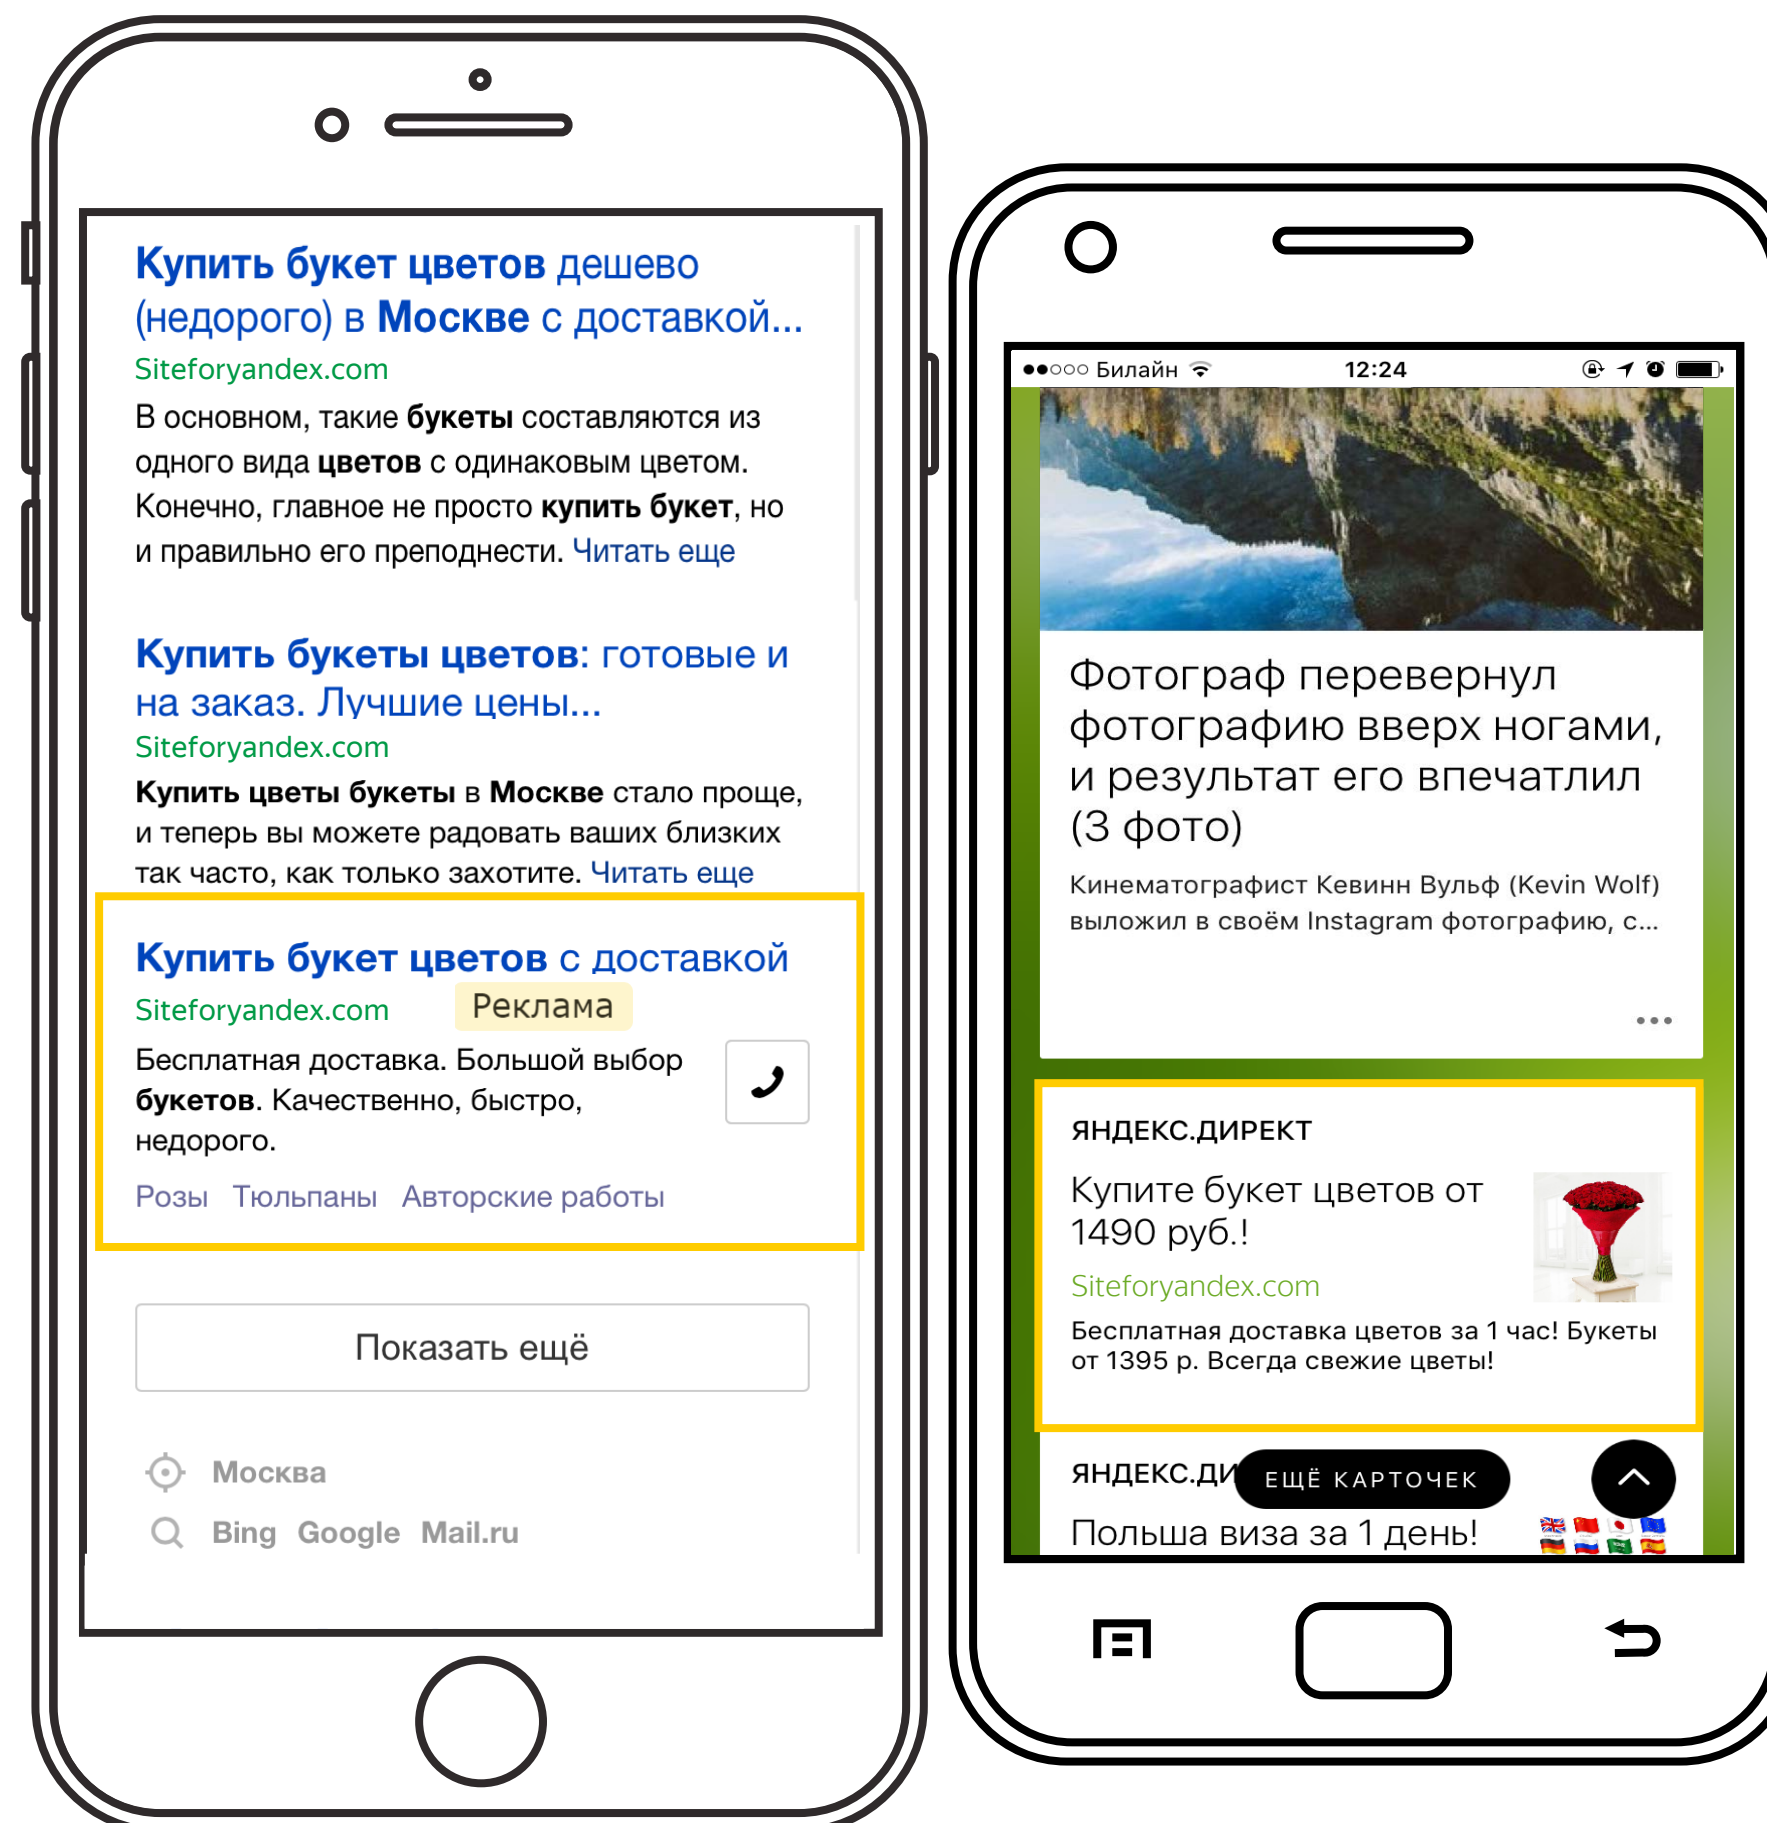 Купить букет цветов дешево
(недорого) в Москве с доставкой...
Siteforyandex.com
В основном, такие букеты составляются из
одного вида цветов с одинаковым цветом.
Конечно, главное не просто купить букет, но
и правильно его преподнести. Читать еще
Купить букеты цветов: готовые и
на заказ. Лучшие цены...
Siteforyandex.com
Купить цветы букеты в Москве стало проще,
и теперь вы можете радовать ваших близких
так часто, как только захотите. Читать еще
Купить букет цветов с доставкой
Siteforyandex.com Реклама
Бесплатная доставка. Большой выбор
букетов. Качественно, быстро,
недорого.
Розы Тюльпаны Авторские работы
Показать ещё
Москва
Bing Google Mail.ru
Билайн 12:24
Фотограф перевернул
фотографию вверх ногами,
и результат его впечатлил
(3 фото)
Кинематографист Кевинн Вульф (Kevin Wolf)
выложил в своём Instagram фотографию, с...
ЯНДЕКС.ДИРЕКТ
Купите букет цветов от
1490 руб.!
Siteforyandex.com
Бесплатная доставка цветов за 1 час! Букеты
от 1395 р. Всегда свежие цветы!
ЯНДЕКС.ДИ ЕЩЁ КАРТОЧЕК
Польша виза за 1 день!